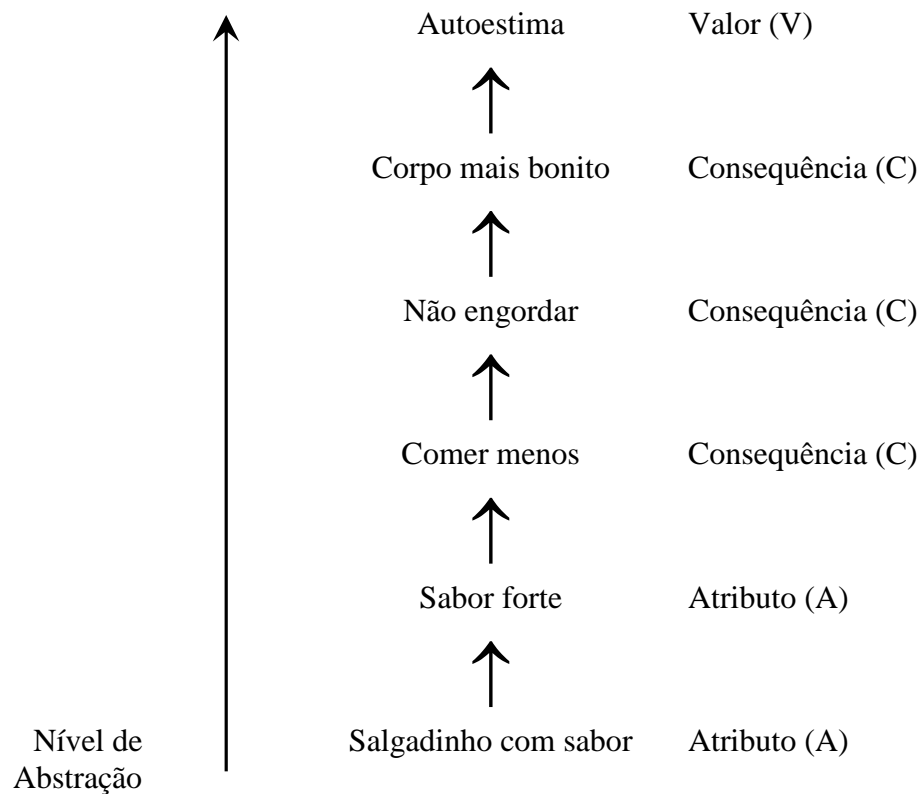 Autoestima Valor (V)
Corpo mais bonito Consequência (C)
Não engordar Consequência (C)
Comer menos Consequência (C)
Sabor forte Atributo (A)
Nível de Salgadinho com sabor Atributo (A)
Abstração